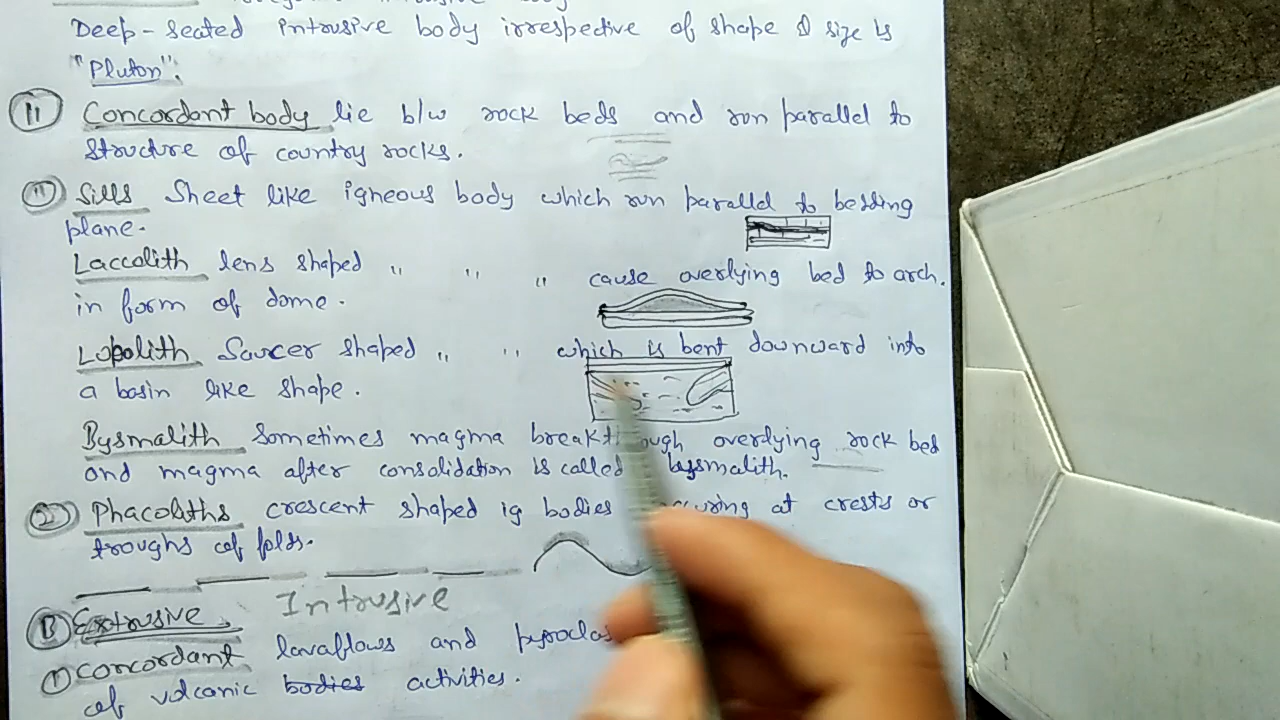 Deep-Seated intrusive body irrespective of shape & size is
"Pluton".
11 Concordant body lie b/w rock beds and run parallel to
structure of country rocks.
Sills Sheet like igneous body which run parallel to bedding
plane.
Laccolith lens shaped " " " cause overlying bed to arch.
in form of dome.
Lopolith Saucer shaped " " which is bent downward into
a basin like shape.
Bysmalith Sometimes magma break overlying rock bed
and magma after consolidation is called bysmalith.
2 Phacoliths crescent shaped ig bodies at crests or
troughs of folds.
B Extrusive. Intrusive
1 Concordant lavaflows and
of volcanic bodies activities.